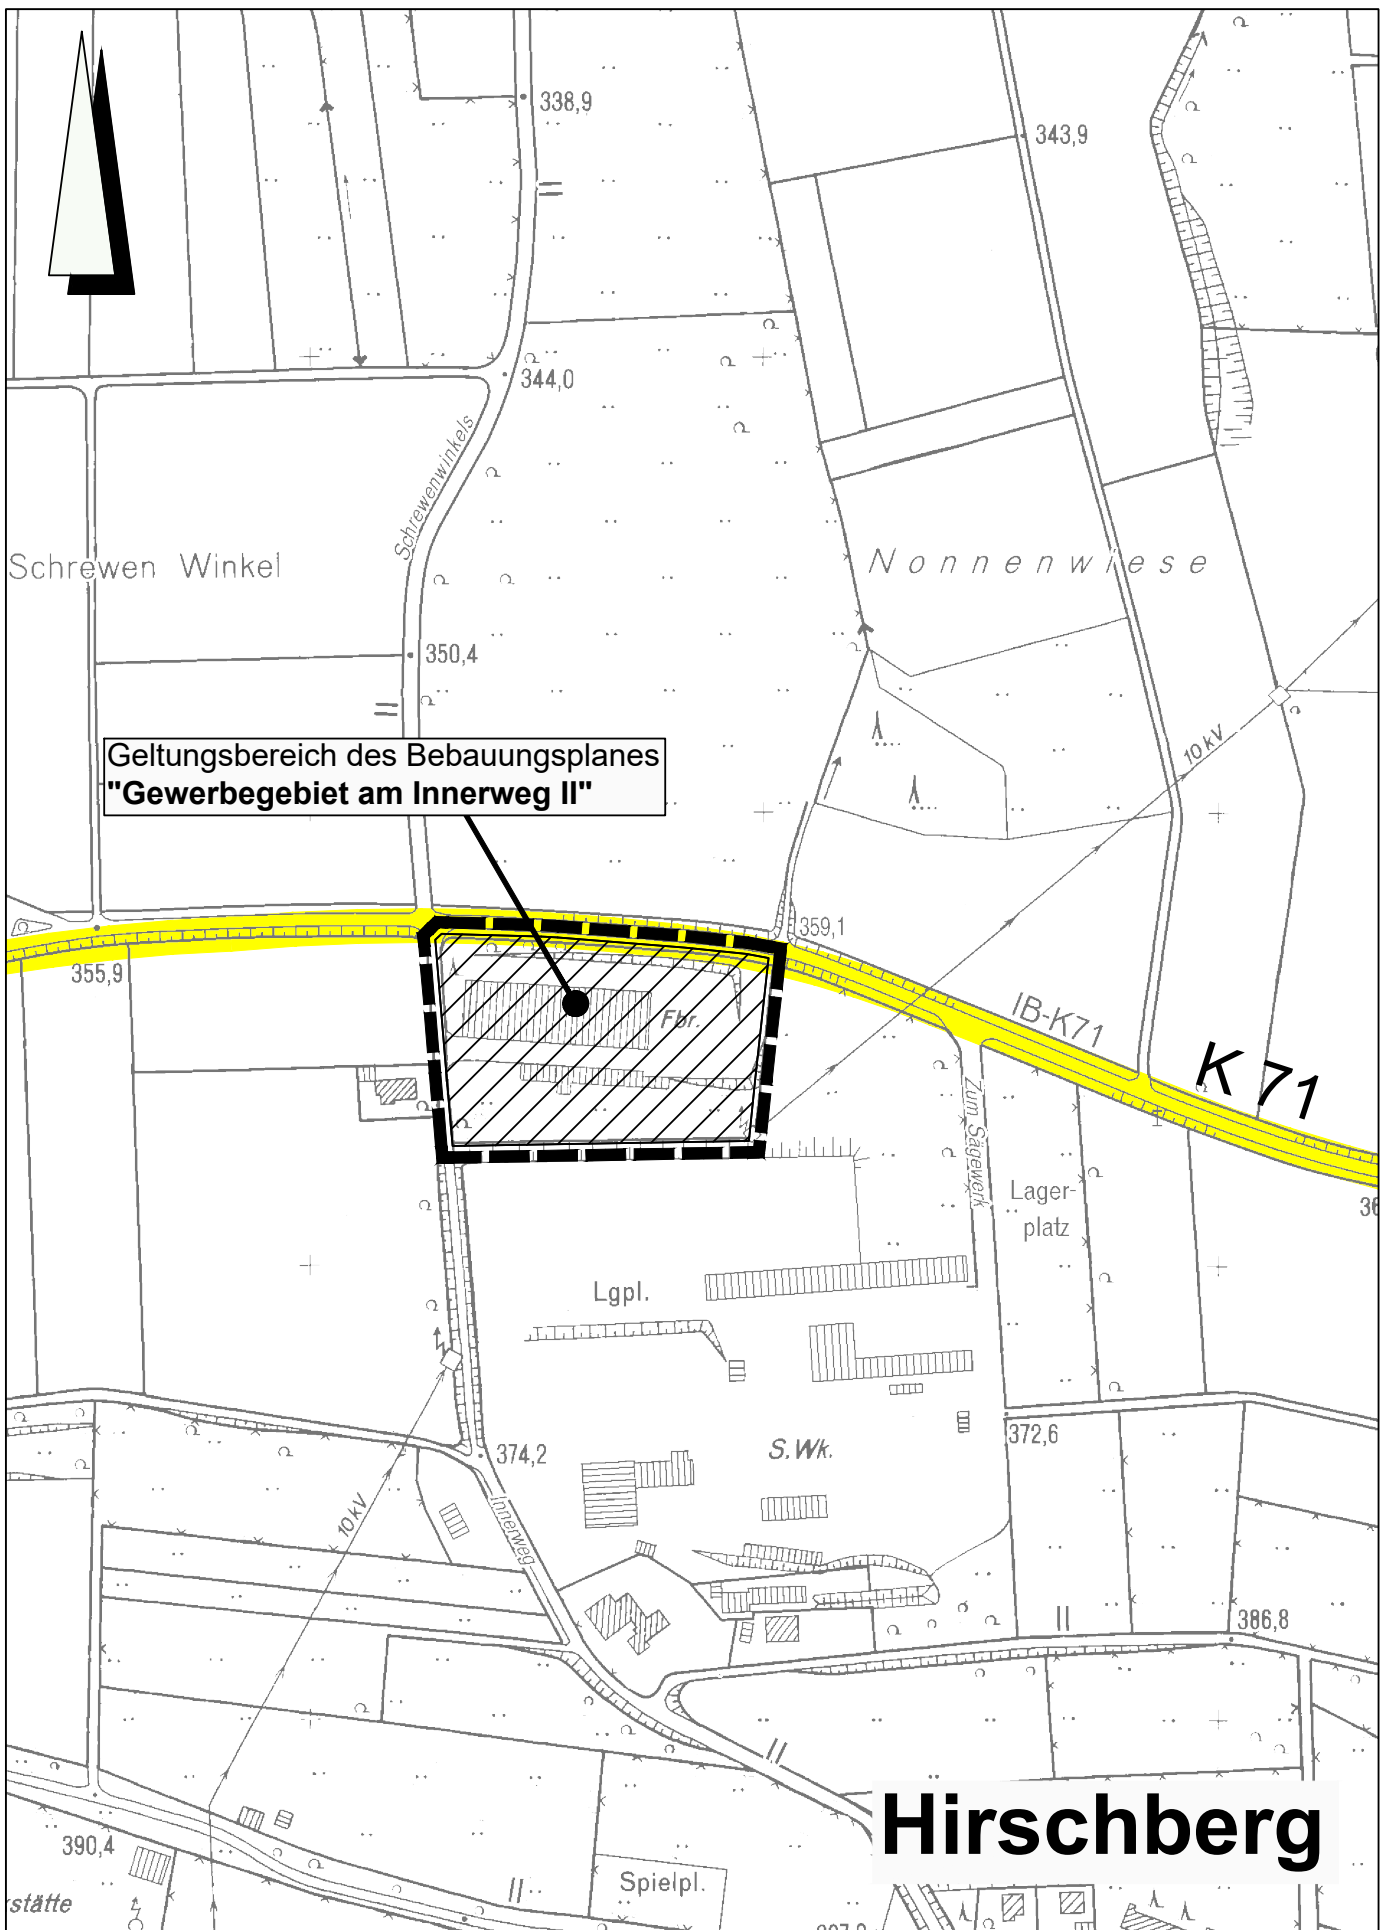 338,9
343,9
344,0
Schrewenwinkels
Schrewen Winkel
Nonnenwiese
350,4
10 kV
Geltungsbereich des Bebauungsplanes
"Gewerbegebiet am Innerweg II"
359,1
355,9
Fbr.
IB-K71
K 71
Zum Sägewerk
Lager-
platz
36
Lgpl.
372,6
374,2
S.Wk.
10 kV
Innerweg
386,8
Hirschberg
390,4
Spielpl.
stätte